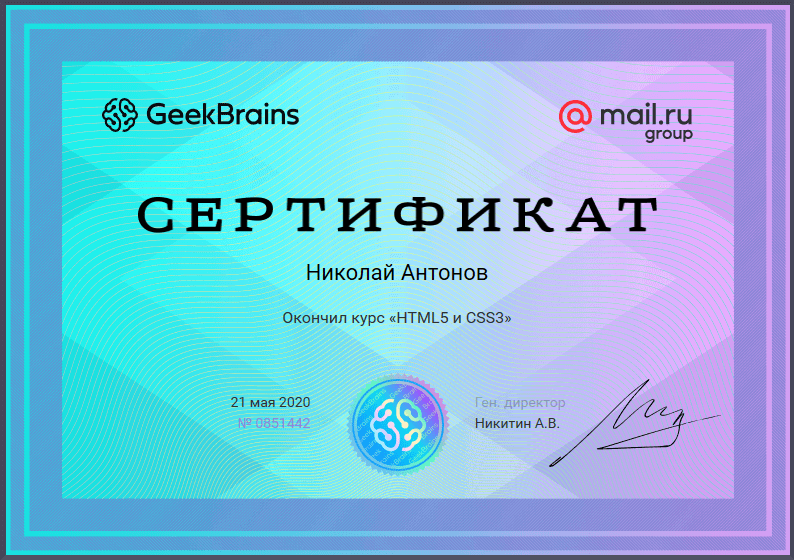 GeekBrains
@ mail.ru
group
СЕРТИФИКАТ
Николай Антонов
Окончил курс «HTML5 и CSS3»
21 мая 2020
№ 0851442
Ген. директор
Никитин А.В.